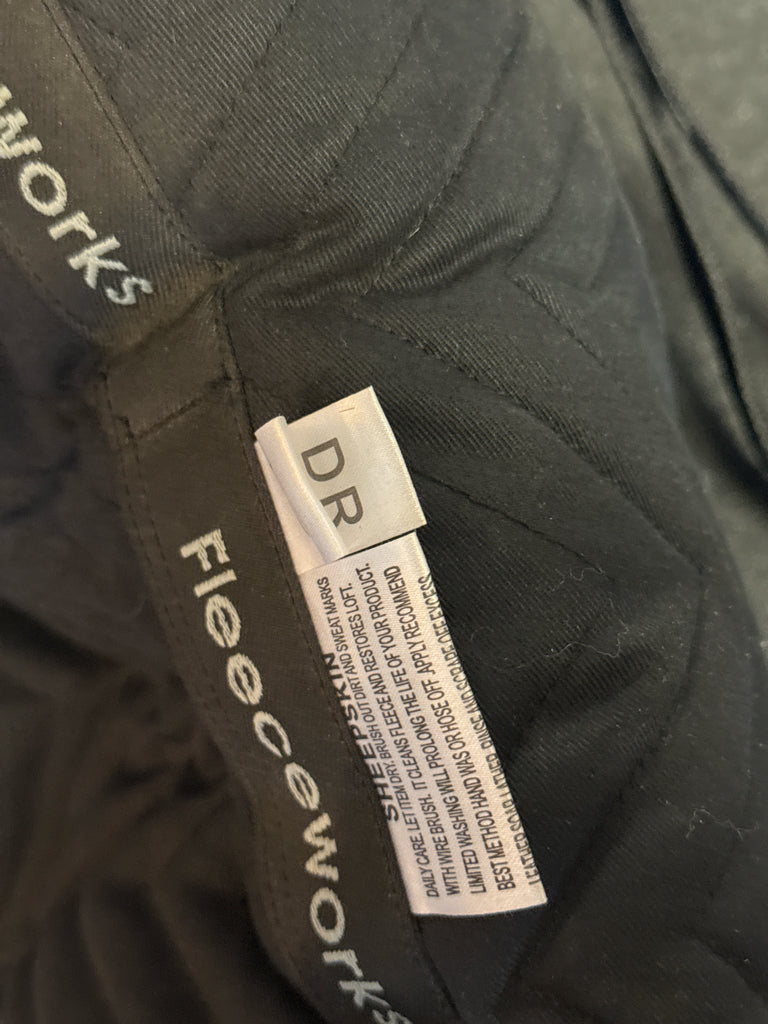 works
DR
Fleeceworks
SHEEPSKIN
DAILY CARE. LET ITEM DRY. BRUSH OUT DIRT AND SWEAT MARKS
WITH WIRE BRUSH. IT CLEANS FLEECE AND RESTORES LOFT.
LIMITED WASHING WILL PROLONG THE LIFE OF YOUR PRODUCT.
BEST METHOD HAND WAS OR HOSE OFF APPLY RECOMMEND
LEATHER SOAP